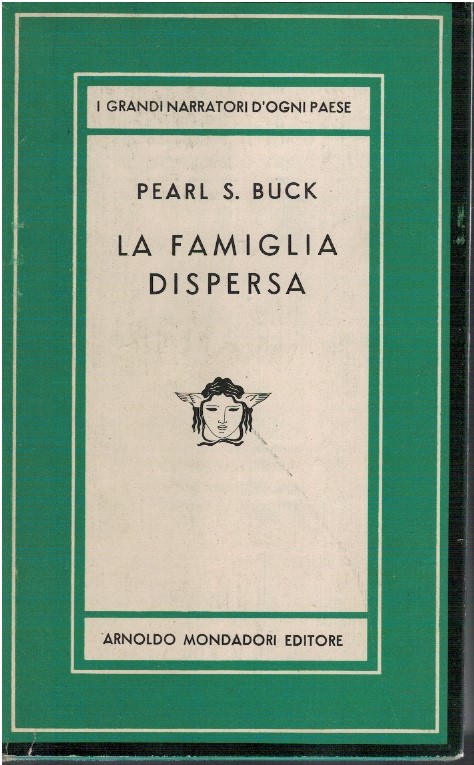 I GRANDI NARRATORI D'OGNI PAESE
PEARL S. BUCK
LA FAMIGLIA
DISPERSA
ARNOLDO MONDADORI EDITORE